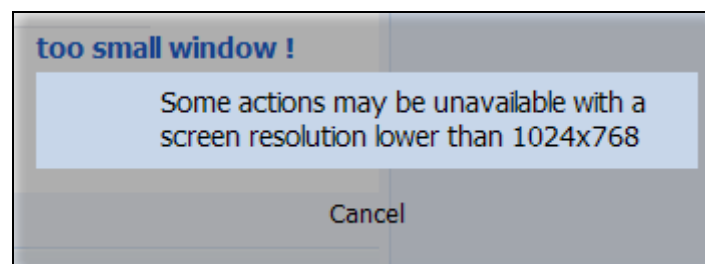 too small window !
Some actions may be unavailable with a
screen resolution lower than 1024x768
Cancel